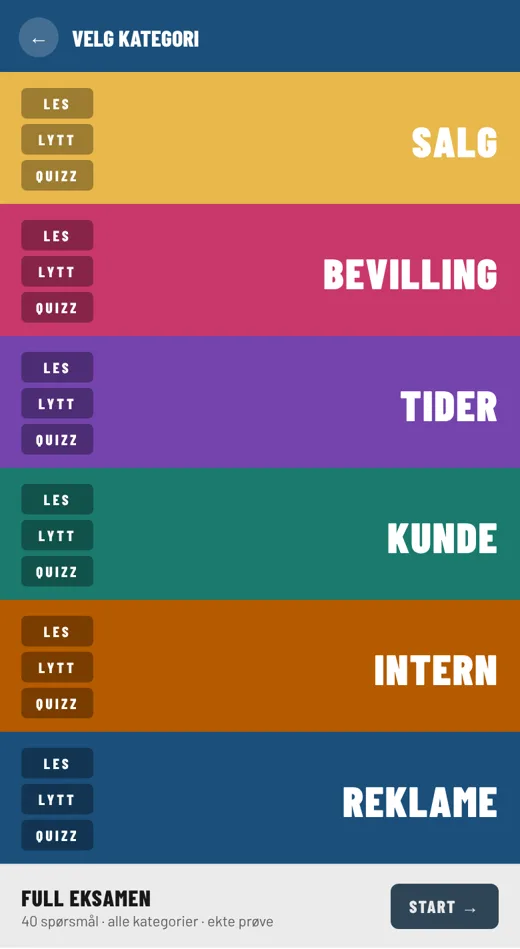 ← VELG KATEGORI
LES
LYTT
QUIZZ
SALG
LES
LYTT
QUIZZ
BEVILLING
LES
LYTT
QUIZZ
TIDER
LES
LYTT
QUIZZ
KUNDE
LES
LYTT
QUIZZ
INTERN
LES
LYTT
QUIZZ
REKLAME
FULL EKSAMEN
40 spørsmål · alle kategorier · ekte prøve
START →